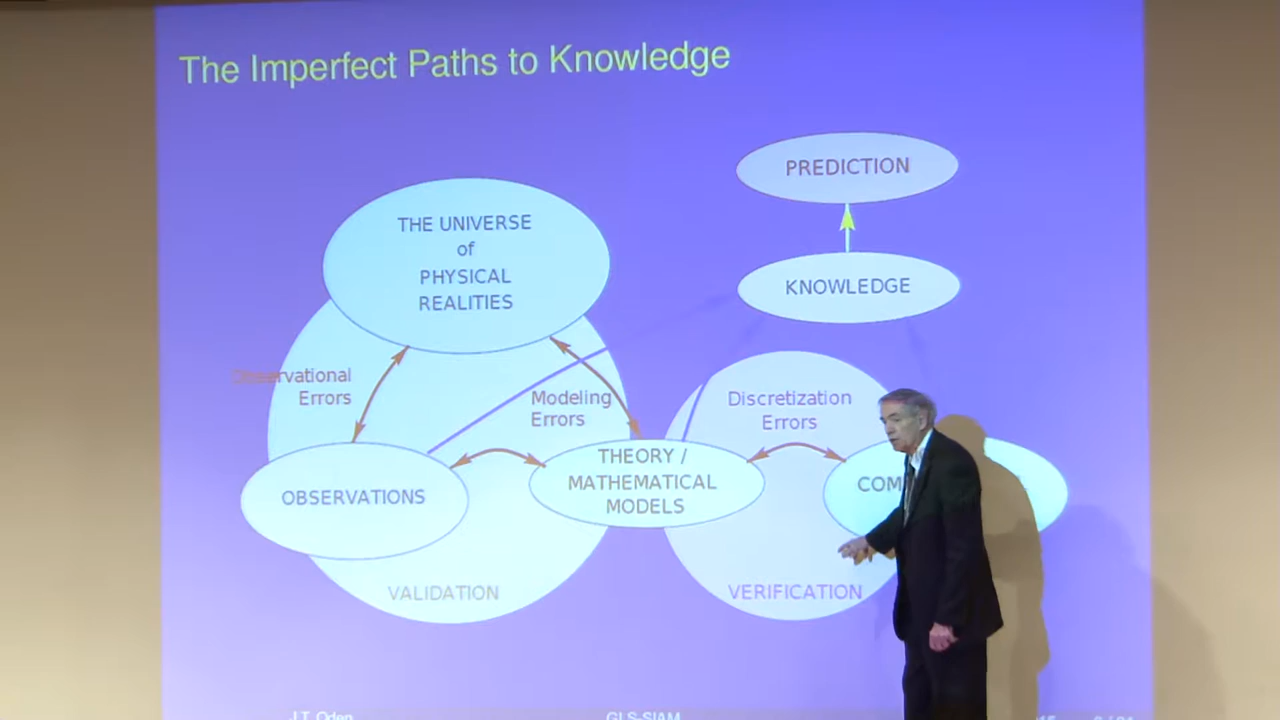 The Imperfect Paths to Knowledge
PREDICTION
THE UNIVERSE
of
PHYSICAL
REALITIES
KNOWLEDGE
Observational
Errors
Modeling
Errors
Discretization
Errors
OBSERVATIONS
THEORY /
MATHEMATICAL
MODELS
VALIDATION
VERIFICATION
J.T. Oden
GLS-SIAM